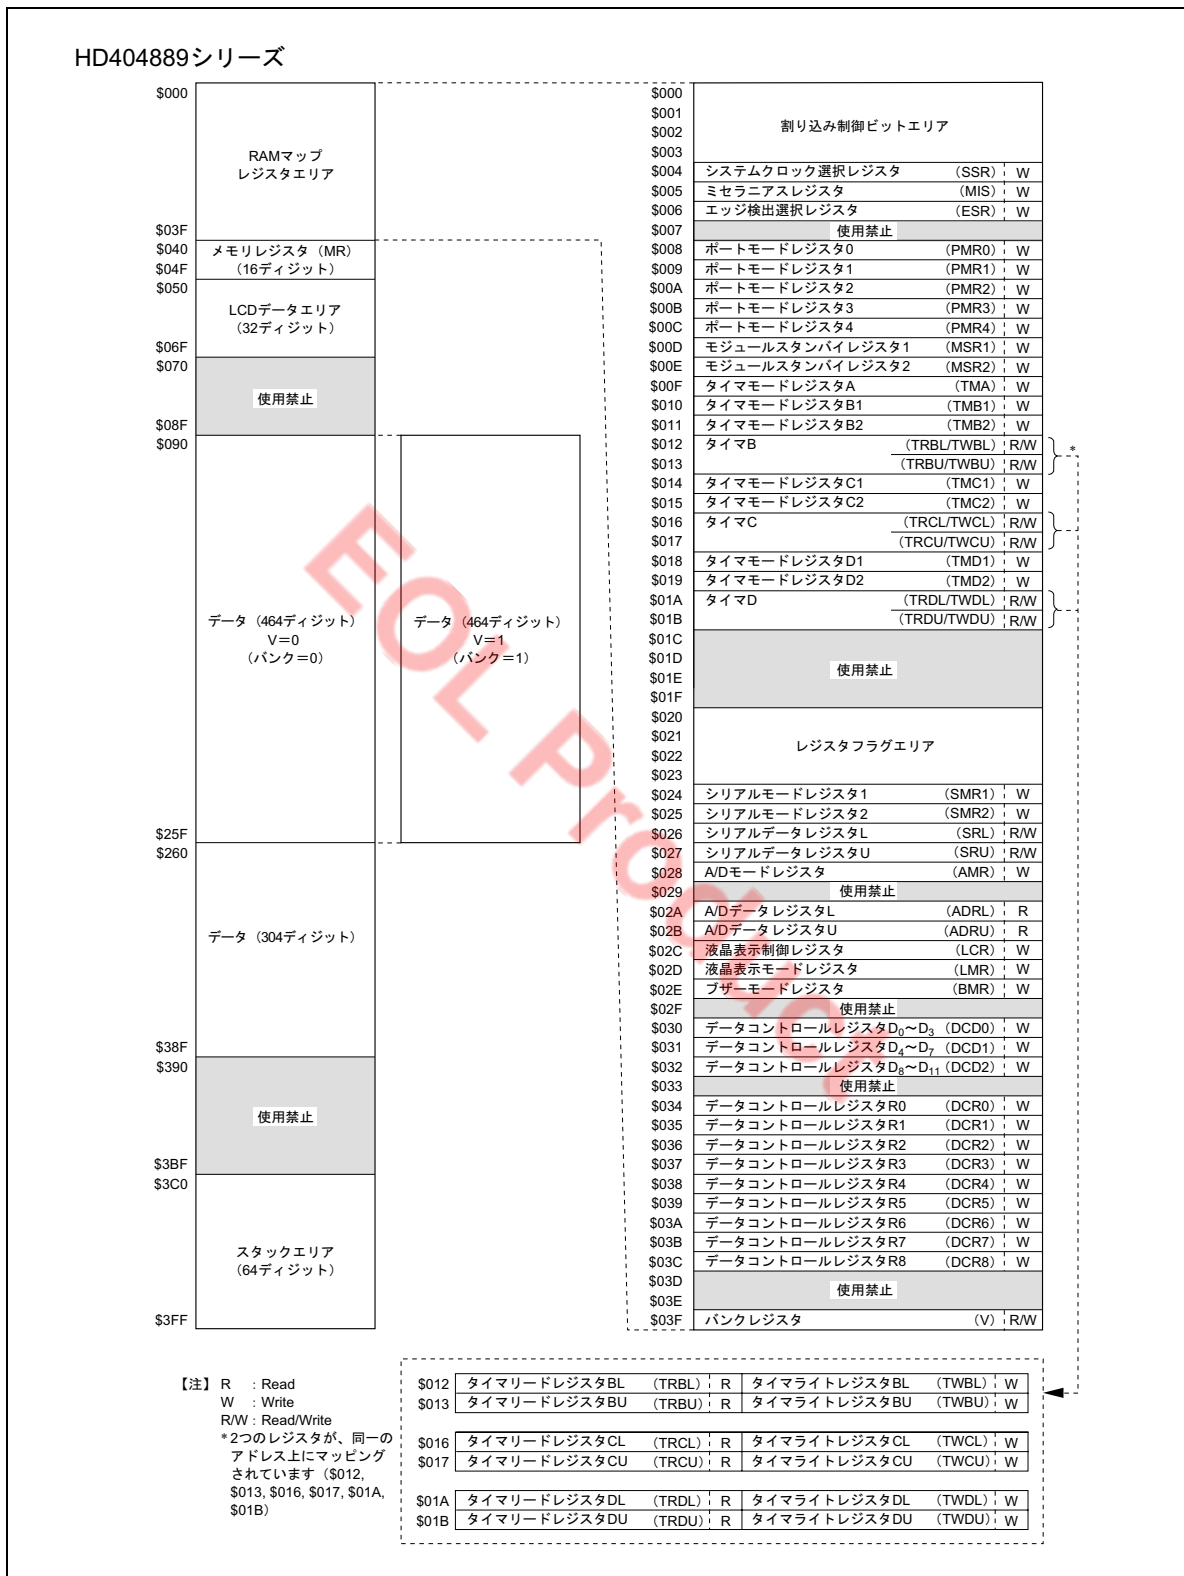 HD404889シリーズ
$000
RAMマップ
レジスタエリア
$03F
$040
メモリレジスタ（MR）
（16ディジット）
$04F
$050
LCDデータエリア
（32ディジット）
$06F
$070
使用禁止
$08F
$090
データ（464ディジット）
V＝0
（バンク＝0）
データ（464ディジット）
V＝1
（バンク＝1）
$25F
$260
データ（304ディジット）
$38F
$390
使用禁止
$3BF
$3C0
スタックエリア
（64ディジット）
$3FF
$000
$001
割り込み制御ビットエリア
$002
$003
$004 システムクロック選択レジスタ （SSR） W
$005 ミセラニアスレジスタ （MIS） W
$006 エッジ検出選択レジスタ （ESR） W
$007 使用禁止
$008 ポートモードレジスタ0 （PMR0） W
$009 ポートモードレジスタ1 （PMR1） W
$00A ポートモードレジスタ2 （PMR2） W
$00B ポートモードレジスタ3 （PMR3） W
$00C ポートモードレジスタ4 （PMR4） W
$00D モジュールスタンバイレジスタ1 （MSR1） W
$00E モジュールスタンバイレジスタ2 （MSR2） W
$00F タイマモードレジスタA （TMA） W
$010 タイマモードレジスタB1 （TMB1） W
$011 タイマモードレジスタB2 （TMB2） W
$012 タイマB （TRBL/TWBL） R/W *
$013 （TRBU/TWBU） R/W
$014 タイマモードレジスタC1 （TMC1） W
$015 タイマモードレジスタC2 （TMC2） W
$016 タイマC （TRCL/TWCL） R/W
$017 （TRCU/TWCU） R/W
$018 タイマモードレジスタD1 （TMD1） W
$019 タイマモードレジスタD2 （TMD2） W
$01A タイマD （TRDL/TWDL） R/W
$01B （TRDU/TWDU） R/W
$01C
$01D
使用禁止
$01E
$01F
$020
$021
レジスタフラグエリア
$022
$023
$024 シリアルモードレジスタ1 （SMR1） W
$025 シリアルモードレジスタ2 （SMR2） W
$026 シリアルデータレジスタL （SRL） R/W
$027 シリアルデータレジスタU （SRU） R/W
$028 A/Dモードレジスタ （AMR） W
$029 使用禁止
$02A A/DデータレジスタL （ADRL） R
$02B A/DデータレジスタU （ADRU） R
$02C 液晶表示制御レジスタ （LCR） W
$02D 液晶表示モードレジスタ （LMR） W
$02E ブザーモードレジスタ （BMR） W
$02F 使用禁止
$030 データコントロールレジスタD0〜D3 （DCD0） W
$031 データコントロールレジスタD4〜D7 （DCD1） W
$032 データコントロールレジスタD8〜D11 （DCD2） W
$033 使用禁止
$034 データコントロールレジスタR0 （DCR0） W
$035 データコントロールレジスタR1 （DCR1） W
$036 データコントロールレジスタR2 （DCR2） W
$037 データコントロールレジスタR3 （DCR3） W
$038 データコントロールレジスタR4 （DCR4） W
$039 データコントロールレジスタR5 （DCR5） W
$03A データコントロールレジスタR6 （DCR6） W
$03B データコントロールレジスタR7 （DCR7） W
$03C データコントロールレジスタR8 （DCR8） W
$03D
使用禁止
$03E
$03F バンクレジスタ （V） R/W
EOL Product
【注】 R : Read
W : Write
R/W : Read/Write
*2つのレジスタが、同一の
アドレス上にマッピング
されています（$012,
$013, $016, $017, $01A,
$01B）
$012 タイマリードレジスタBL （TRBL） R タイマライトレジスタBL （TWBL） W
$013 タイマリードレジスタBU （TRBU） R タイマライトレジスタBU （TWBU） W
$016 タイマリードレジスタCL （TRCL） R タイマライトレジスタCL （TWCL） W
$017 タイマリードレジスタCU （TRCU） R タイマライトレジスタCU （TWCU） W
$01A タイマリードレジスタDL （TRDL） R タイマライトレジスタDL （TWDL） W
$01B タイマリードレジスタDU （TRDU） R タイマライトレジスタDU （TWDU） W